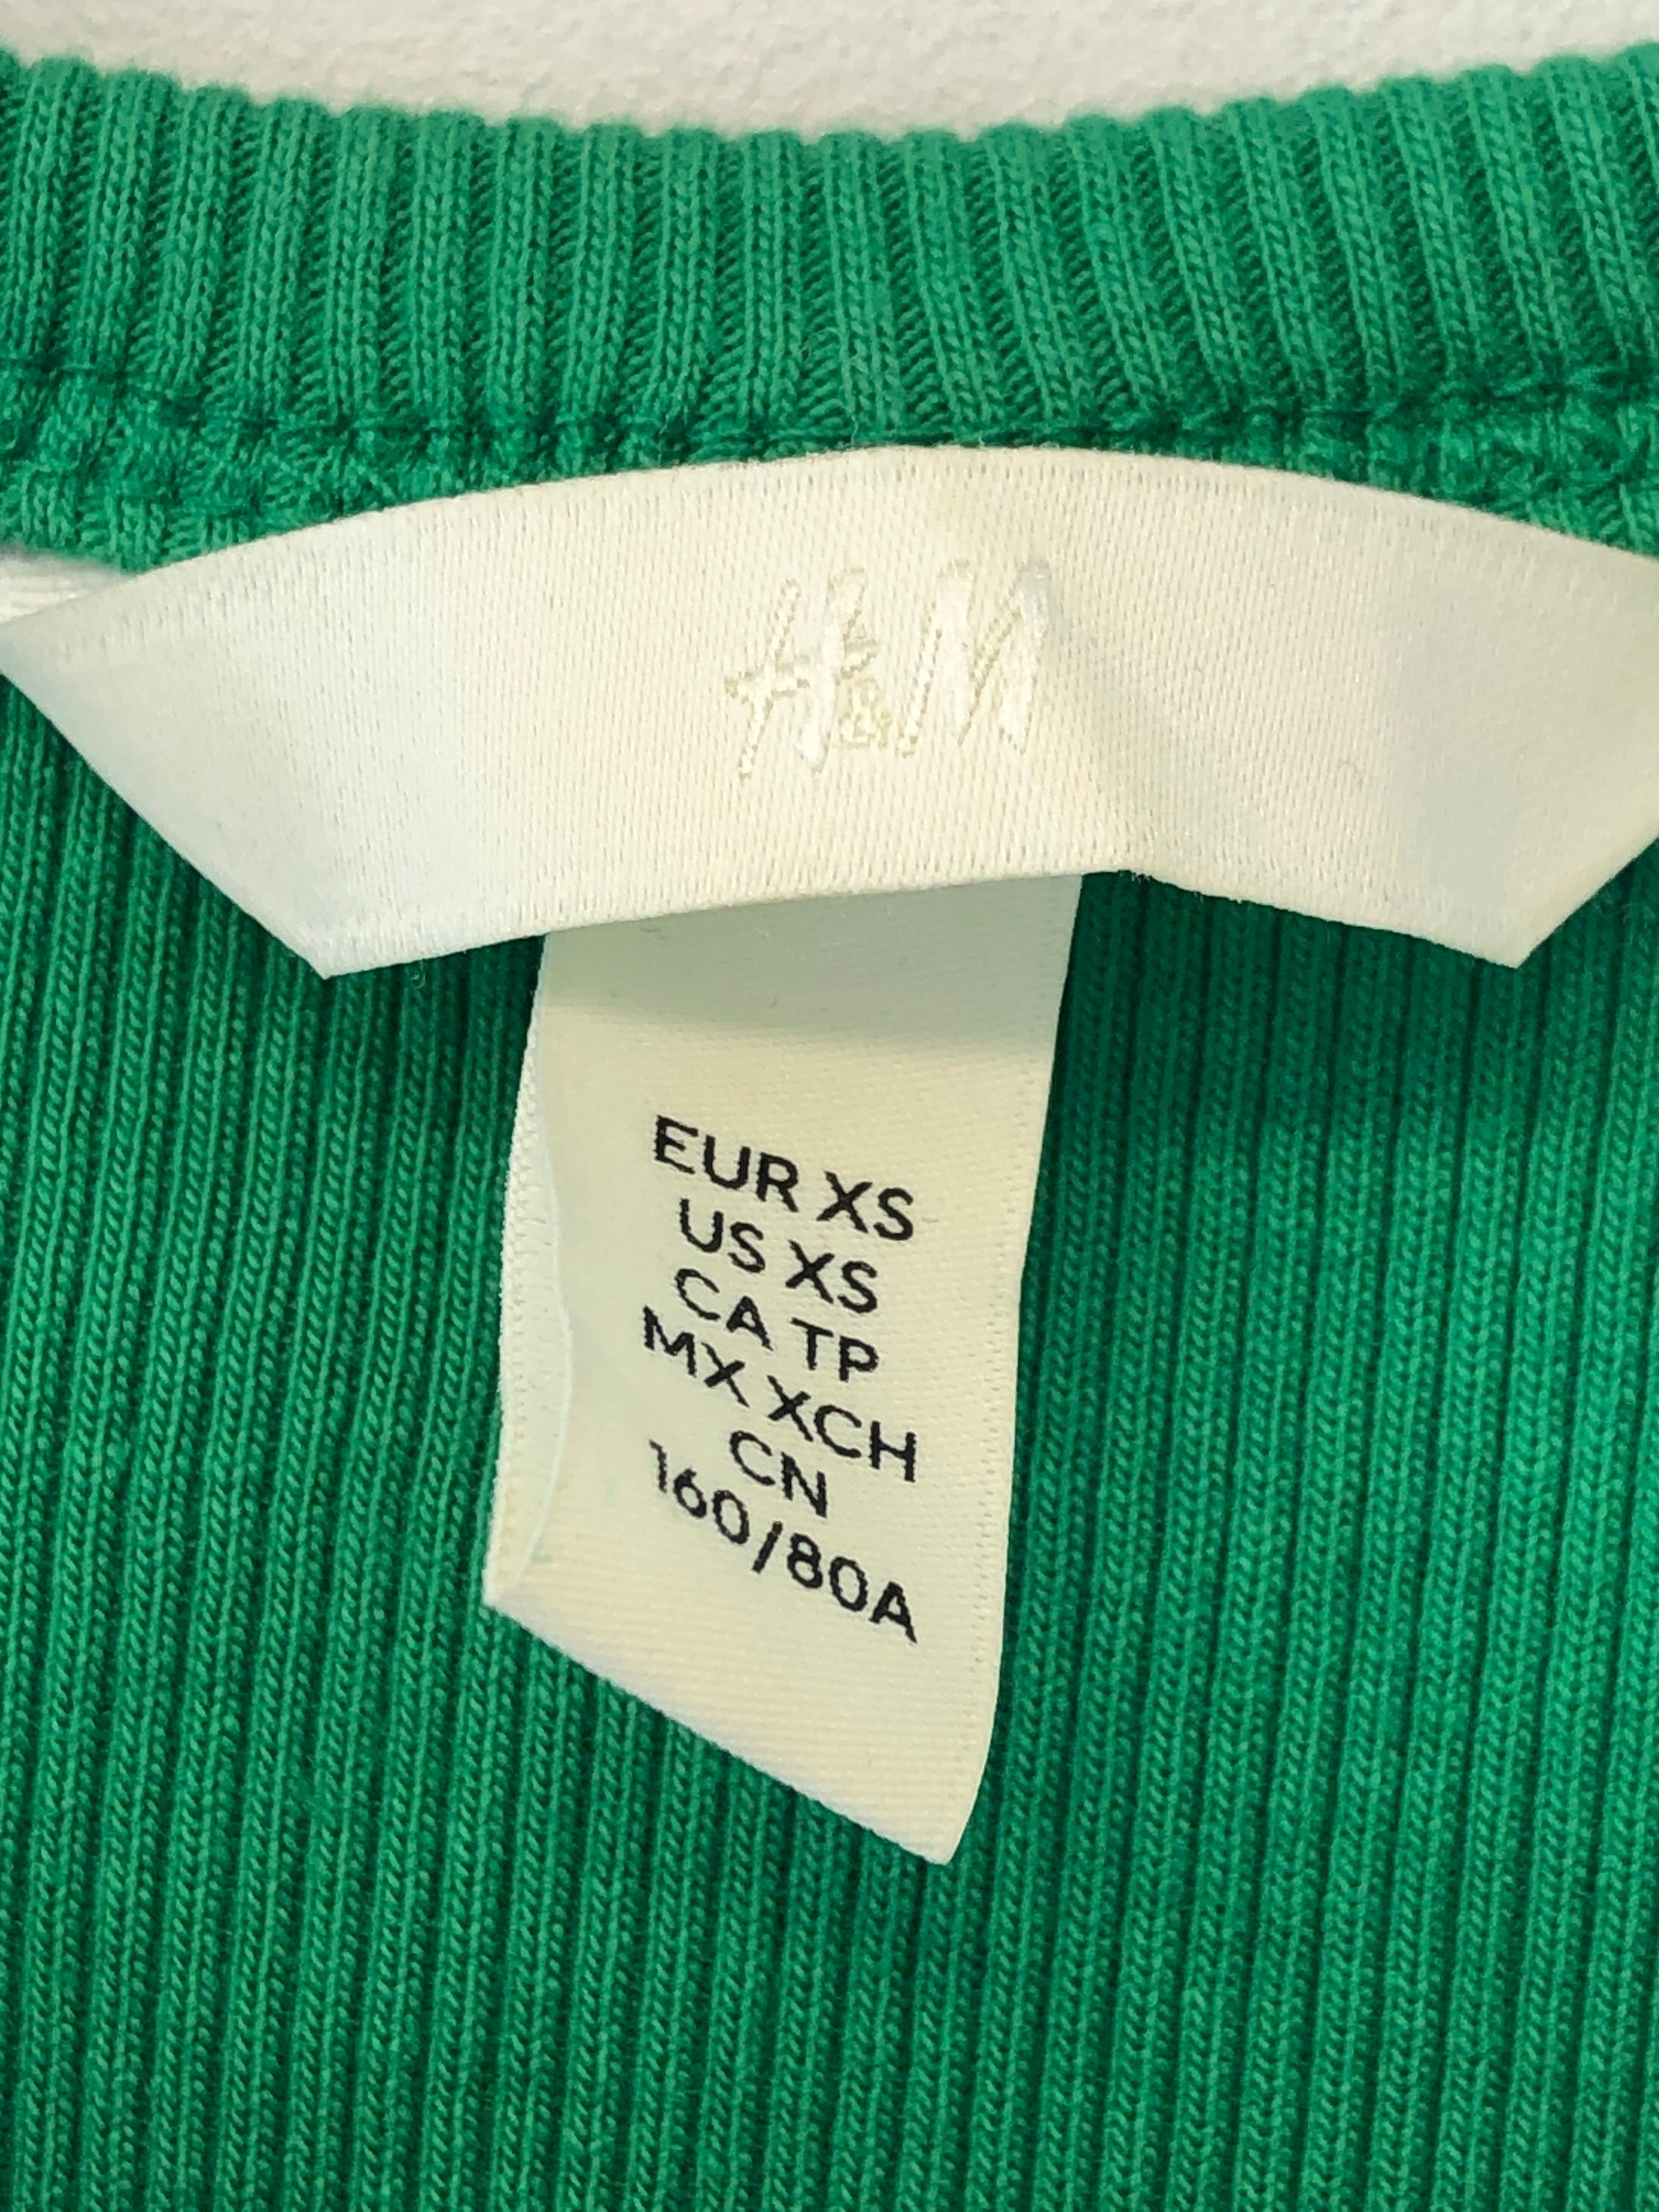 H&M
EUR XS
US XS
CA TP
MX XCH
CN
160/80A